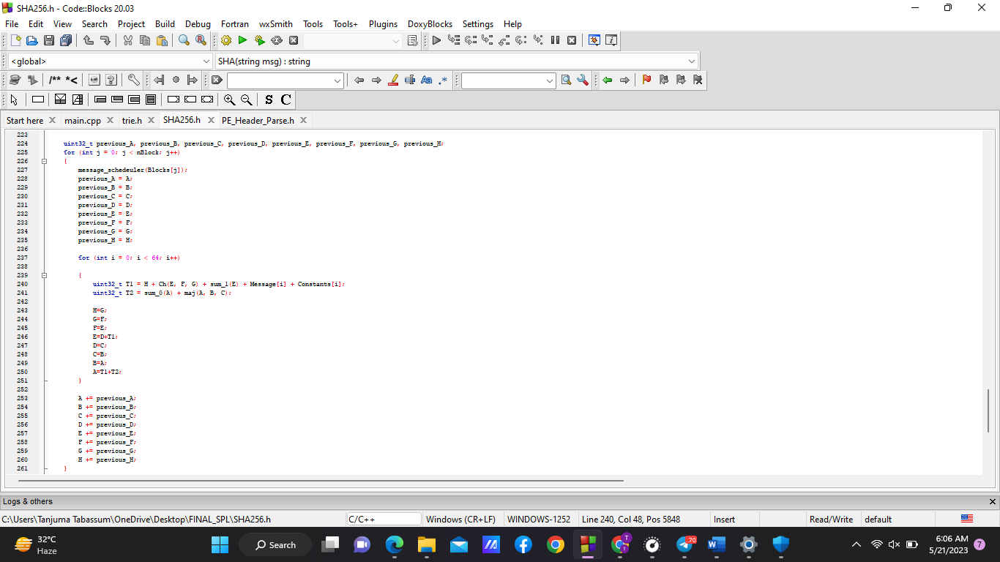 SHA256.h - Code::Blocks 20.03
File Edit View Search Project Build Debug Fortran wxSmith Tools Tools+ Plugins DoxyBlocks Settings Help
<global> SHA(string msg) : string
/** *< Aa .*
S C
Start here main.cpp trie.h SHA256.h PE_Header_Parse.h
223
224 uint32_t previous_A, previous_B, previous_C, previous_D, previous_E, previous_F, previous_G, previous_H;
225 for (int j = 0; j < nBlock; j++)
226 {
227 message_schedeuler(Blocks[j]);
228 previous_A = A;
229 previous_B = B;
230 previous_C = C;
231 previous_D = D;
232 previous_E = E;
233 previous_F = F;
234 previous_G = G;
235 previous_H = H;
236
237 for (int i = 0; i < 64; i++)
238
239 {
240 uint32_t T1 = H + Ch(E, F, G) + sum_1(E) + Message[i] + Constants[i];
241 uint32_t T2 = sum_0(A) + maj(A, B, C);
242
243 H=G;
244 G=F;
245 F=E;
246 E=D+T1;
247 D=C;
248 C=B;
249 B=A;
250 A=T1+T2;
251 }
252
253 A += previous_A;
254 B += previous_B;
255 C += previous_C;
256 D += previous_D;
257 E += previous_E;
258 F += previous_F;
259 G += previous_G;
260 H += previous_H;
261 }
Logs & others
C:\Users\Tanjuma Tabassum\OneDrive\Desktop\FINAL_SPL\SHA256.h C/C++ Windows (CR+LF) WINDOWS-1252 Line 240, Col 48, Pos 5848 Insert Read/Write default
32°C
Haze
Search
T
.70
6:06 AM
5/21/2023
7